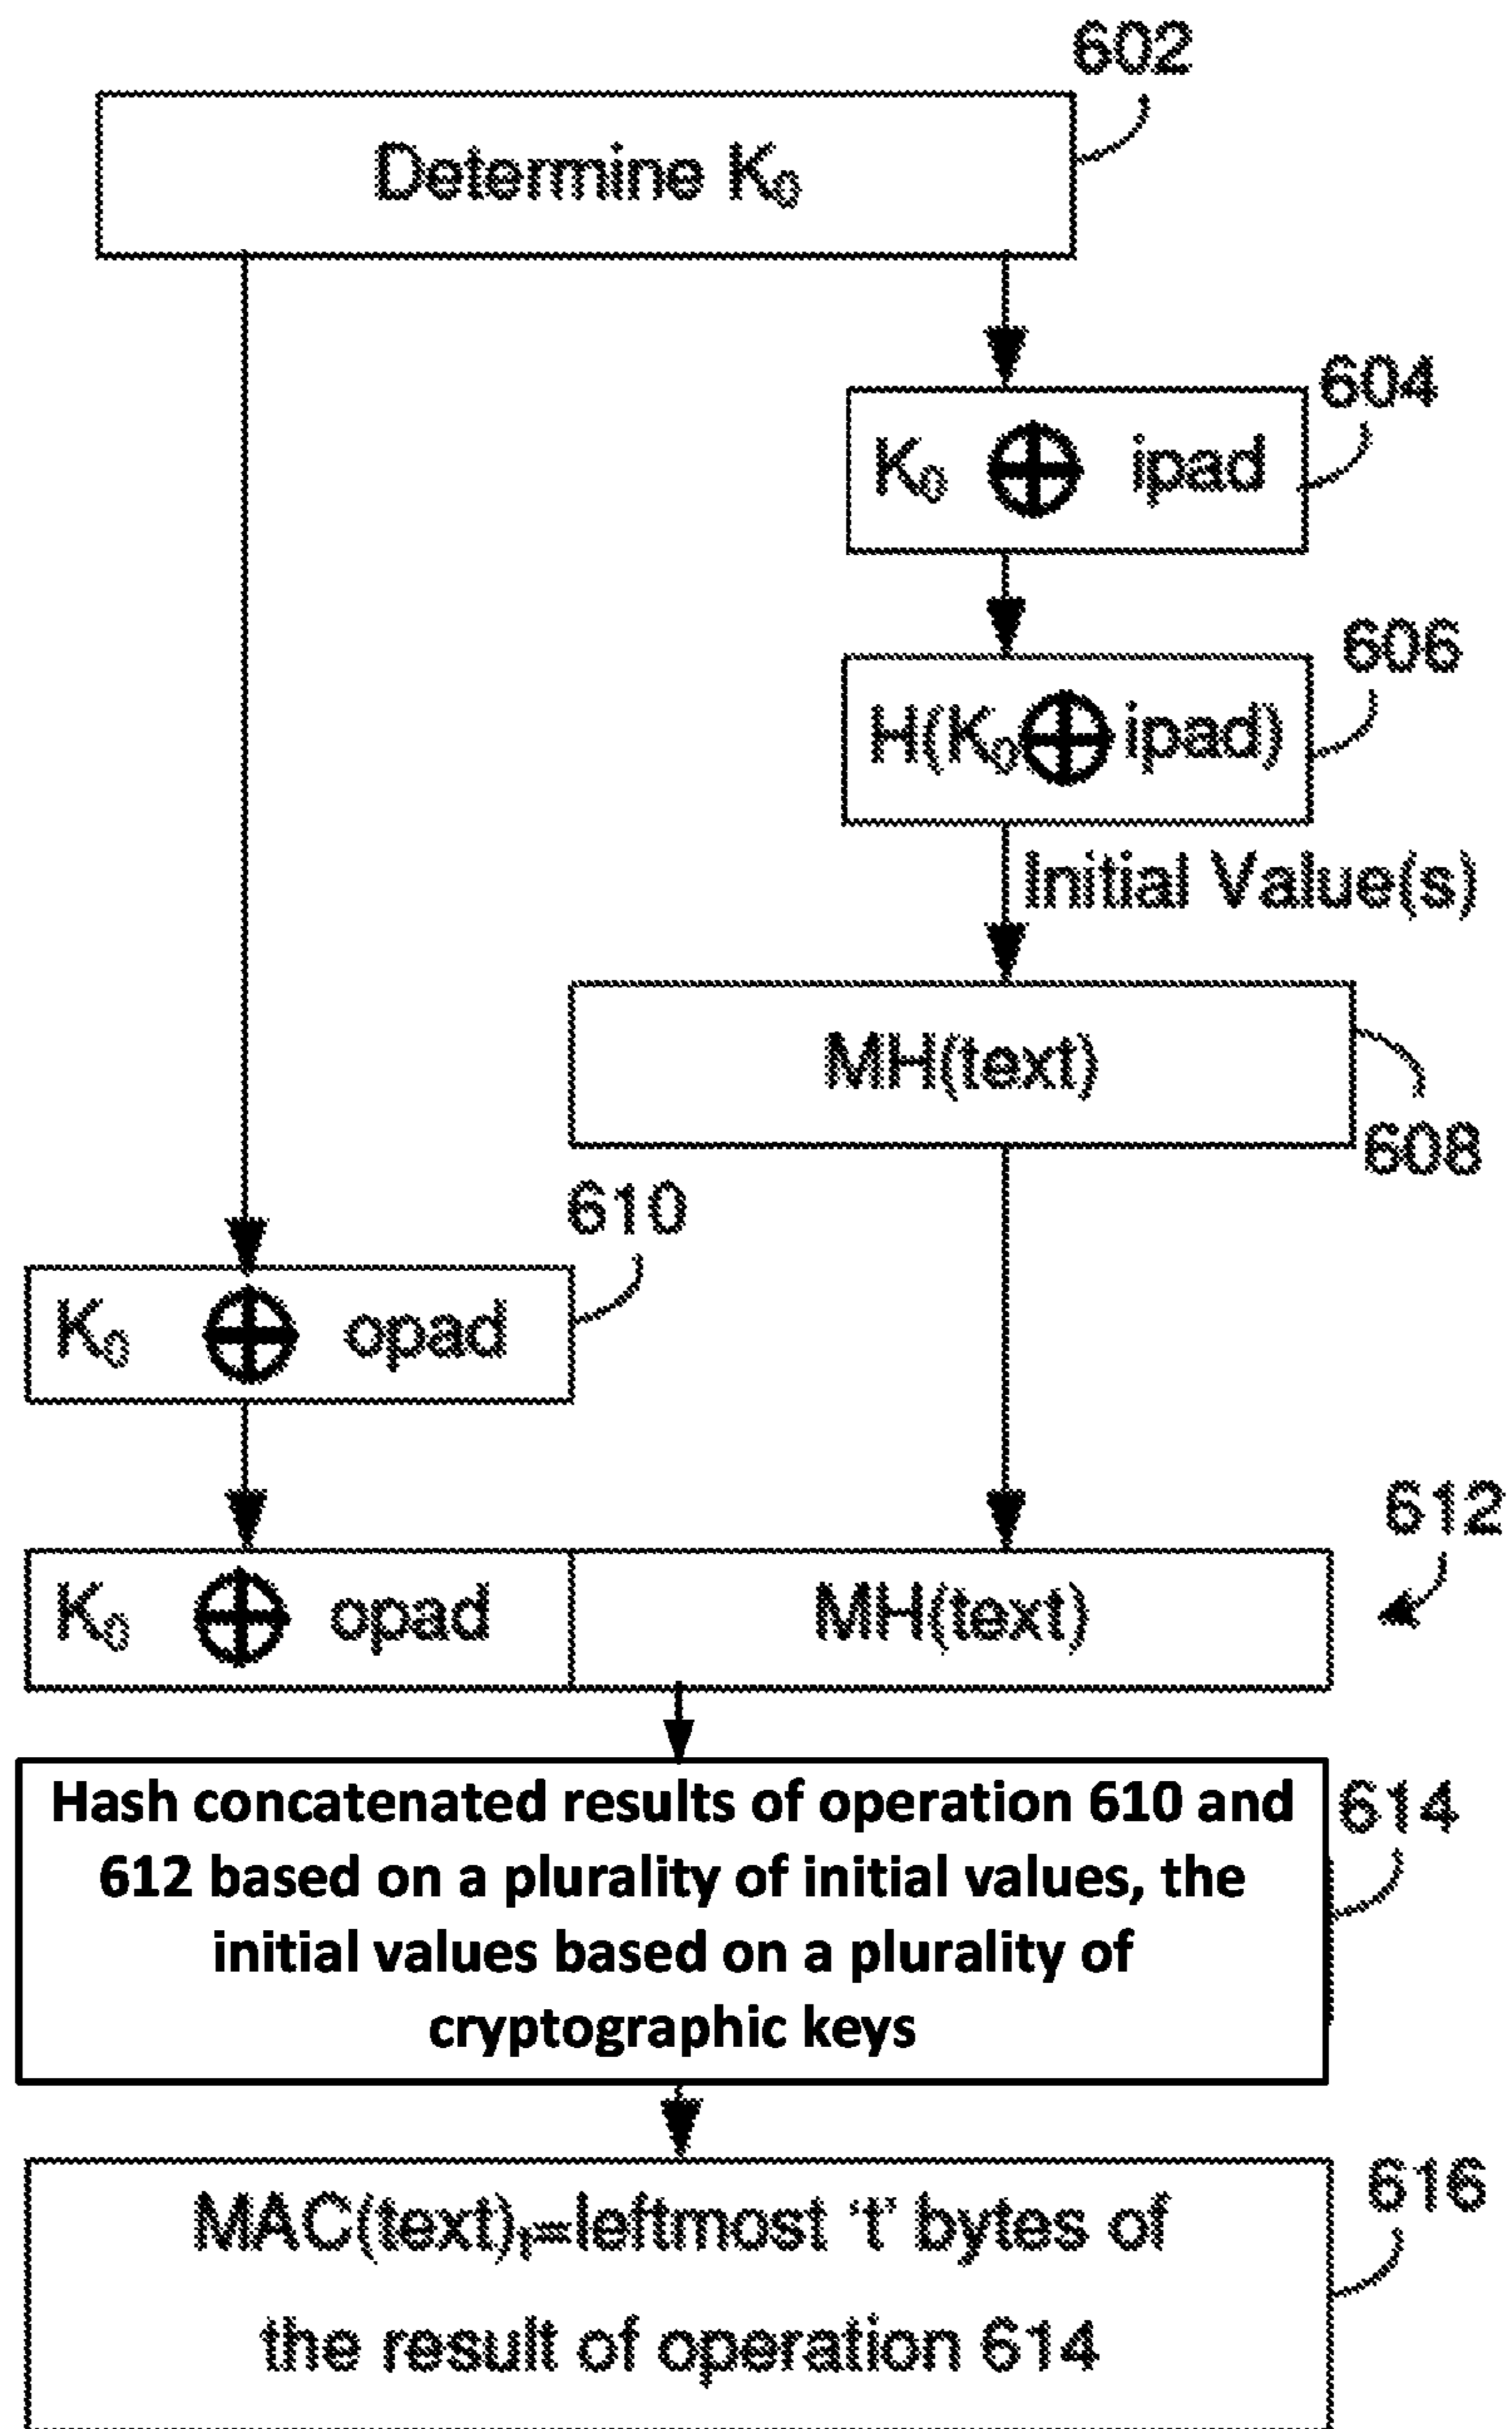 602
Determine K₀
604
K₀ ⊕ ipad
606
H(K₀ ⊕ ipad)
Initial Value(s)
MH(text)
608
610
K₀ ⊕ opad
612
K₀ ⊕ opad MH(text)
Hash concatenated results of operation 610 and
614
612 based on a plurality of initial values, the
initial values based on a plurality of
cryptographic keys
616
MAC(text)ₜ=leftmost ‘t’ bytes of
the result of operation 614